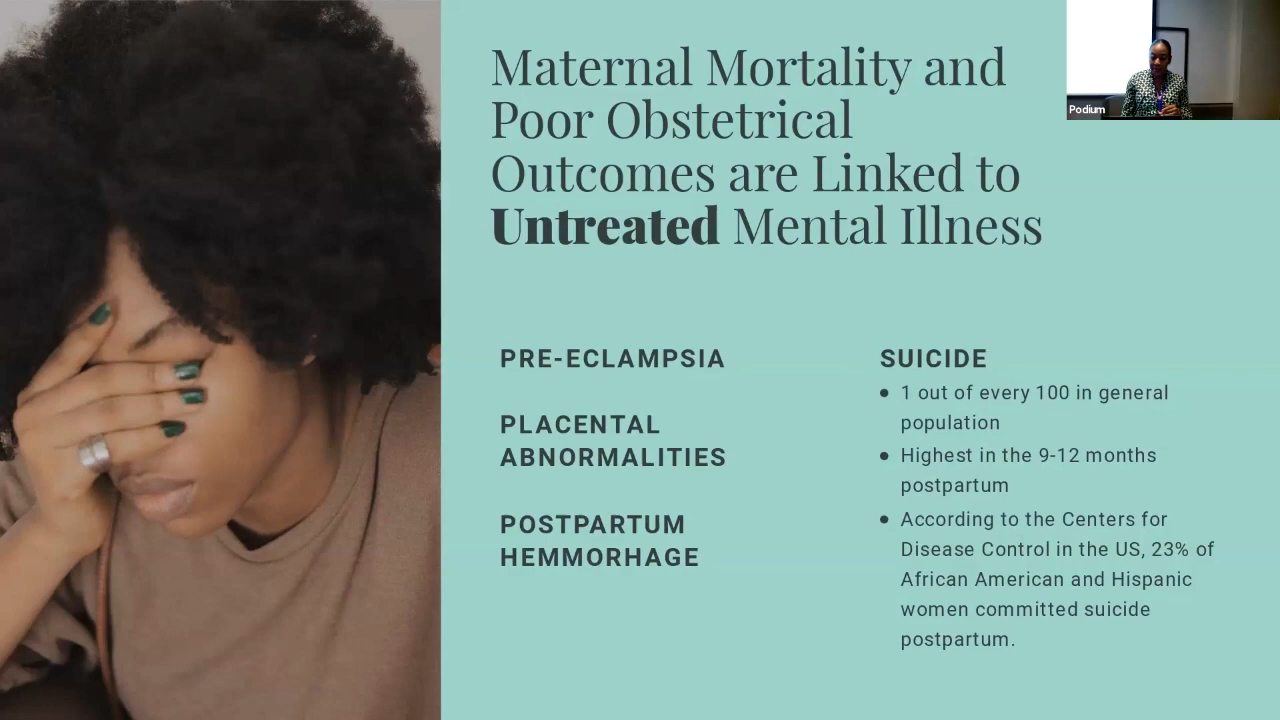 Maternal Mortality and
Poor Obstetrical
Outcomes are Linked to
Untreated Mental Illness
Podium
PRE-ECLAMPSIA
PLACENTAL
ABNORMALITIES
POSTPARTUM
HEMMORHAGE
SUICIDE
• 1 out of every 100 in general
population
• Highest in the 9-12 months
postpartum
• According to the Centers for
Disease Control in the US, 23% of
African American and Hispanic
women committed suicide
postpartum.